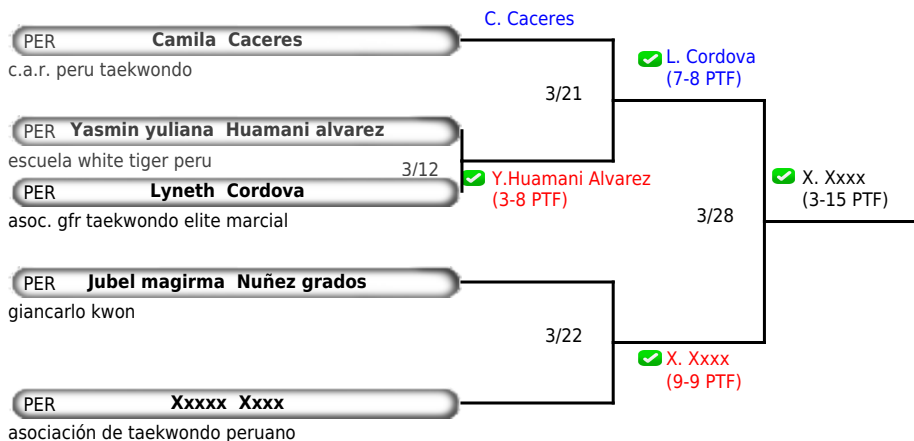 C. Caceres
PER Camila Caceres
c.a.r. peru taekwondo
L. Cordova
(7-8 PTF)
3/21
PER Yasmin yuliana Huamani alvarez
escuela white tiger peru
3/12
Y.Huamani Alvarez
(3-8 PTF)
X. Xxxx
(3-15 PTF)
PER Lyneth Cordova
asoc. gfr taekwondo elite marcial
3/28
PER Jubel magirma Nuñez grados
giancarlo kwon
3/22
X. Xxxx
(9-9 PTF)
PER Xxxxx Xxxx
asociación de taekwondo peruano